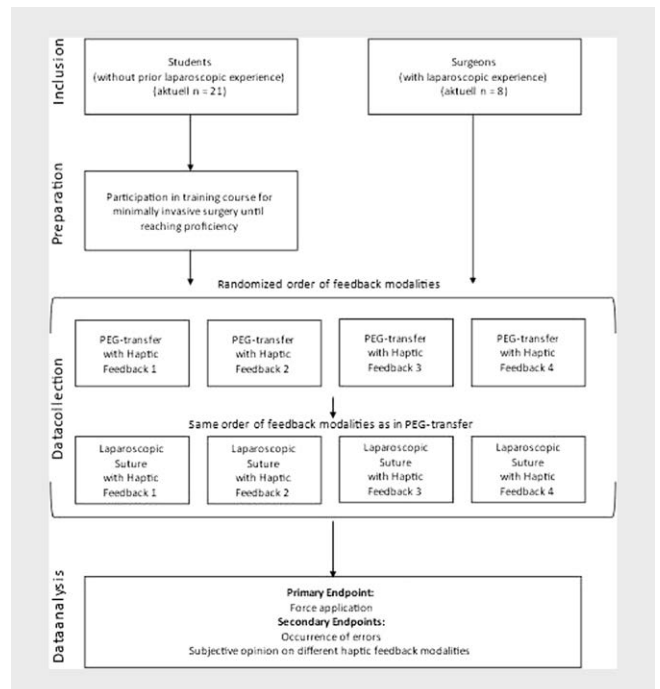 Inclusion
Students
(without prior laparoscopic experience)
(aktuell n = 21)
Surgeons
(with laparoscopic experience)
(aktuell n = 8)
Preparation
Participation in training course for
minimally invasive surgery until
reaching proficiency
Randomized order of feedback modalities
Datacollection
PEG-transfer
with Haptic
Feedback 1
PEG-transfer
with Haptic
Feedback 2
PEG-transfer
with Haptic
Feedback 3
PEG-transfer
with Haptic
Feedback 4
Same order of feedback modalities as in PEG-transfer
Laparoscopic
Suture
with Haptic
Feedback 1
Laparoscopic
Suture
with Haptic
Feedback 2
Laparoscopic
Suture
with Haptic
Feedback 3
Laparoscopic
Suture
with Haptic
Feedback 4
Dataanalysis
Primary Endpoint:
Force application
Secondary Endpoints:
Occurrence of errors
Subjective opinion on different haptic feedback modalities